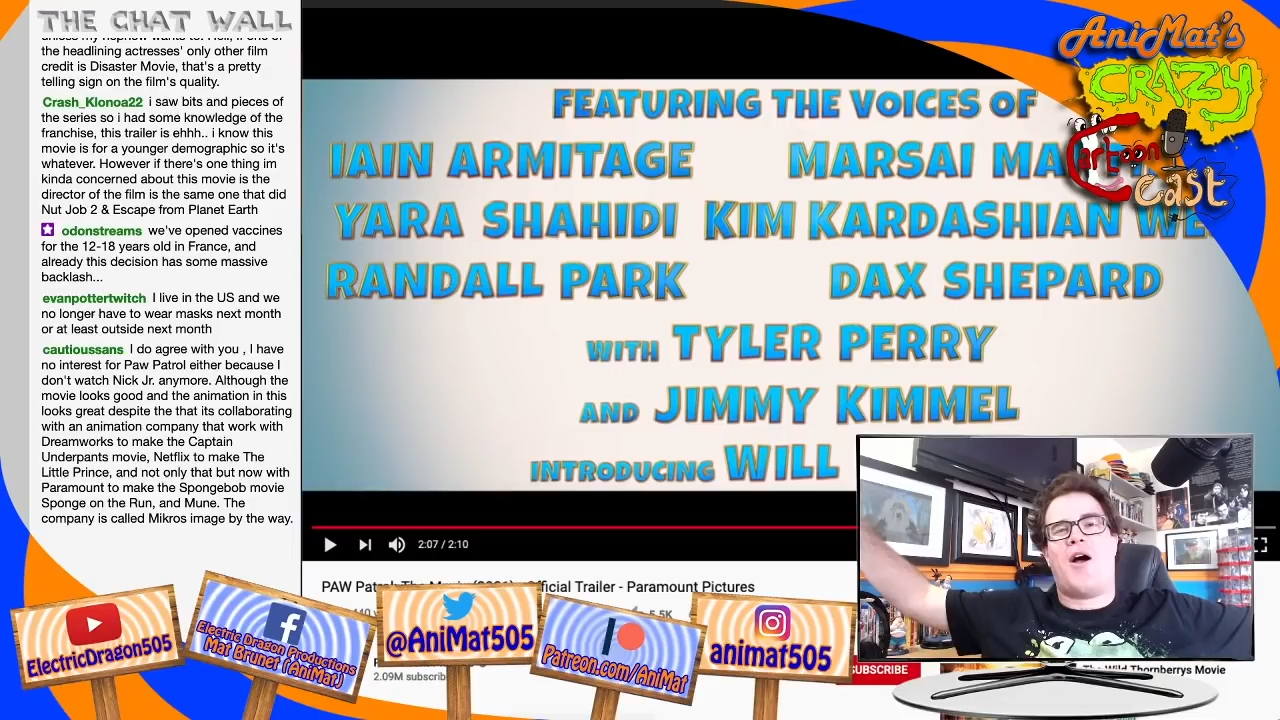 THE CHAT WALL
the headlining actresses' only other film
credit is Disaster Movie, that's a pretty
telling sign on the film's quality.
Crash_Klonoa22 i saw bits and pieces of
the series so i had some knowledge of the
franchise, this trailer is ehhh.. i know this
movie is for a younger demographic so it's
whatever. However if there's one thing im
kinda concerned about this movie is the
director of the film is the same one that did
Nut Job 2 & Escape from Planet Earth
odonstreams we've opened vaccines
for the 12-18 years old in France, and
already this decision has some massive
backlash...
evanpottertwitch I live in the US and we
no longer have to wear masks next month
or at least outside next month
cautioussans I do agree with you , I have
no interest for Paw Patrol either because I
don't watch Nick Jr. anymore. Although the
movie looks good and the animation in this
looks great despite the that its collaborating
with an animation company that work with
Dreamworks to make the Captain
Underpants movie, Netflix to make The
Little Prince, and not only that but now with
Paramount to make the Spongebob movie
Sponge on the Run, and Mune. The
company is called Mikros image by the way.
FEATURING THE VOICES OF
IAIN ARMITAGE MARSAI
YARA SHAHIDI KIM KARDASHIAN
RANDALL PARK DAX SHEPARD
WITH TYLER PERRY
AND JIMMY KIMMEL
INTRODUCING WILL
AniMat's
CRAZY
Cartoon
Cast
2:07 / 2:10
PAW Official Trailer - Paramount Pictures
5.5K
2.09M
SUBSCRIBE
The Wild Thornberrys Movie
ElectricDragon505
Electric Dragon Productions
Mat Brunet (AniMat)
@AniMat505
Patreon.com/AniMat
animat505